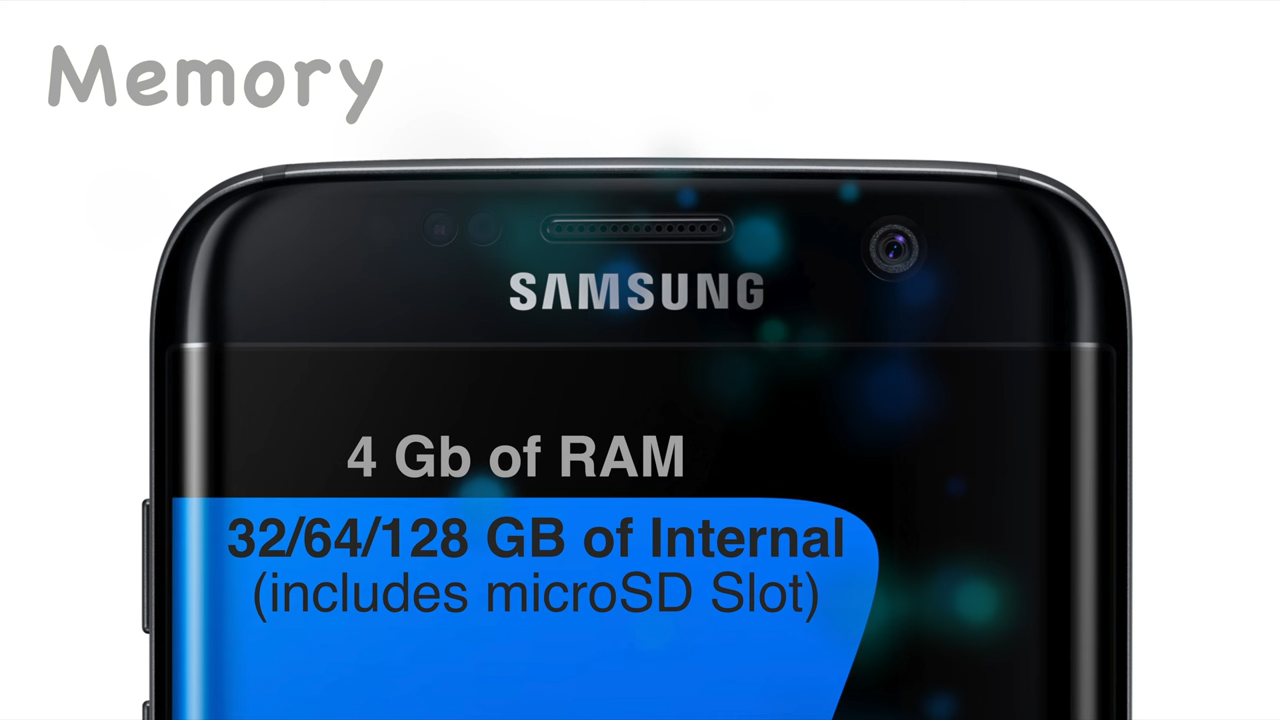 Memory
SAMSUNG
4 Gb of RAM
32/64/128 GB of Internal
(includes microSD Slot)